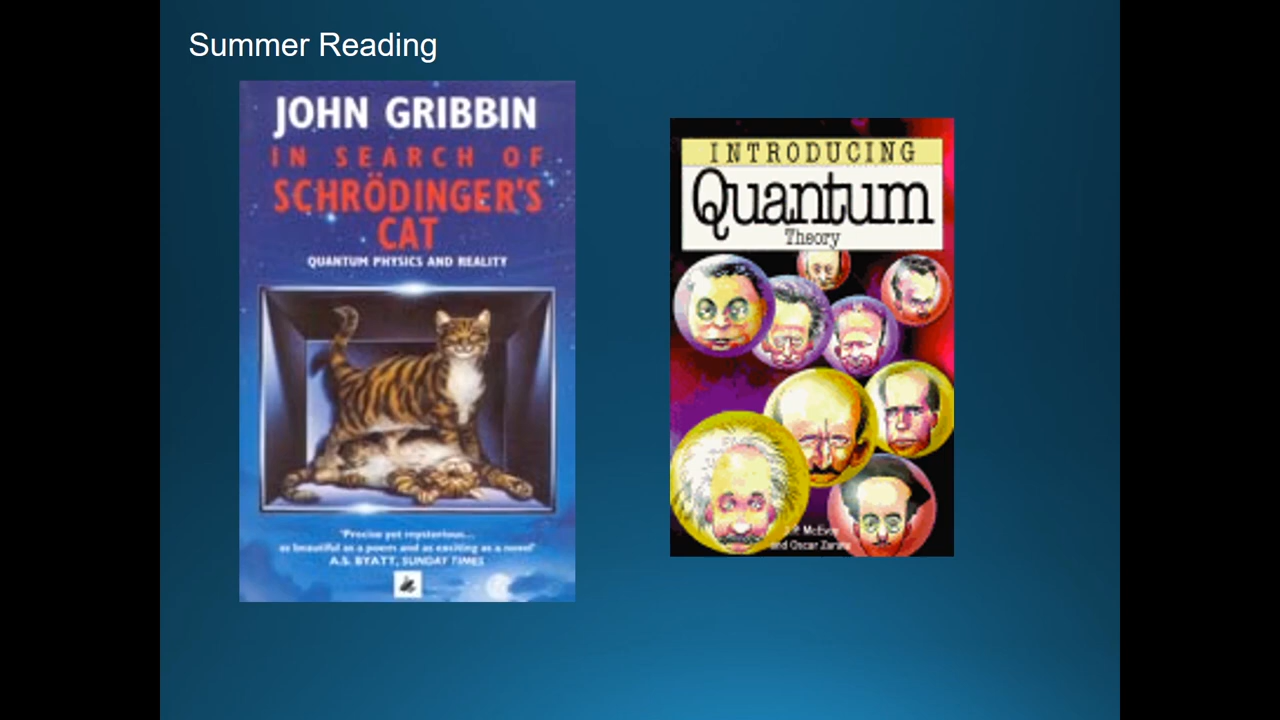 Summer Reading
JOHN GRIBBIN
IN SEARCH OF
SCHRÖDINGER'S
CAT
QUANTUM PHYSICS AND REALITY
'Precise yet mysterious...
as beautiful as a poem and as exciting as a novel'
A.S. BYATT, SUNDAY TIMES
INTRODUCING
Quantum
Theory
J.P. McEvoy
and Oscar Zarate